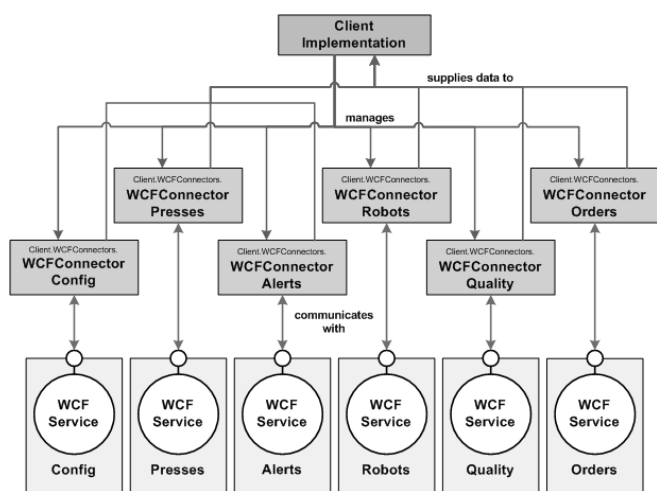 Client
Implementation
supplies data to
manages
Client.WCFConnectors.
WCFConnector
Presses
Client.WCFConnectors.
WCFConnector
Robots
Client.WCFConnectors.
WCFConnector
Orders
Client.WCFConnectors.
WCFConnector
Config
Client.WCFConnectors.
WCFConnector
Alerts
Client.WCFConnectors.
WCFConnector
Quality
communicates
with
WCF
Service
Config
WCF
Service
Presses
WCF
Service
Alerts
WCF
Service
Robots
WCF
Service
Quality
WCF
Service
Orders